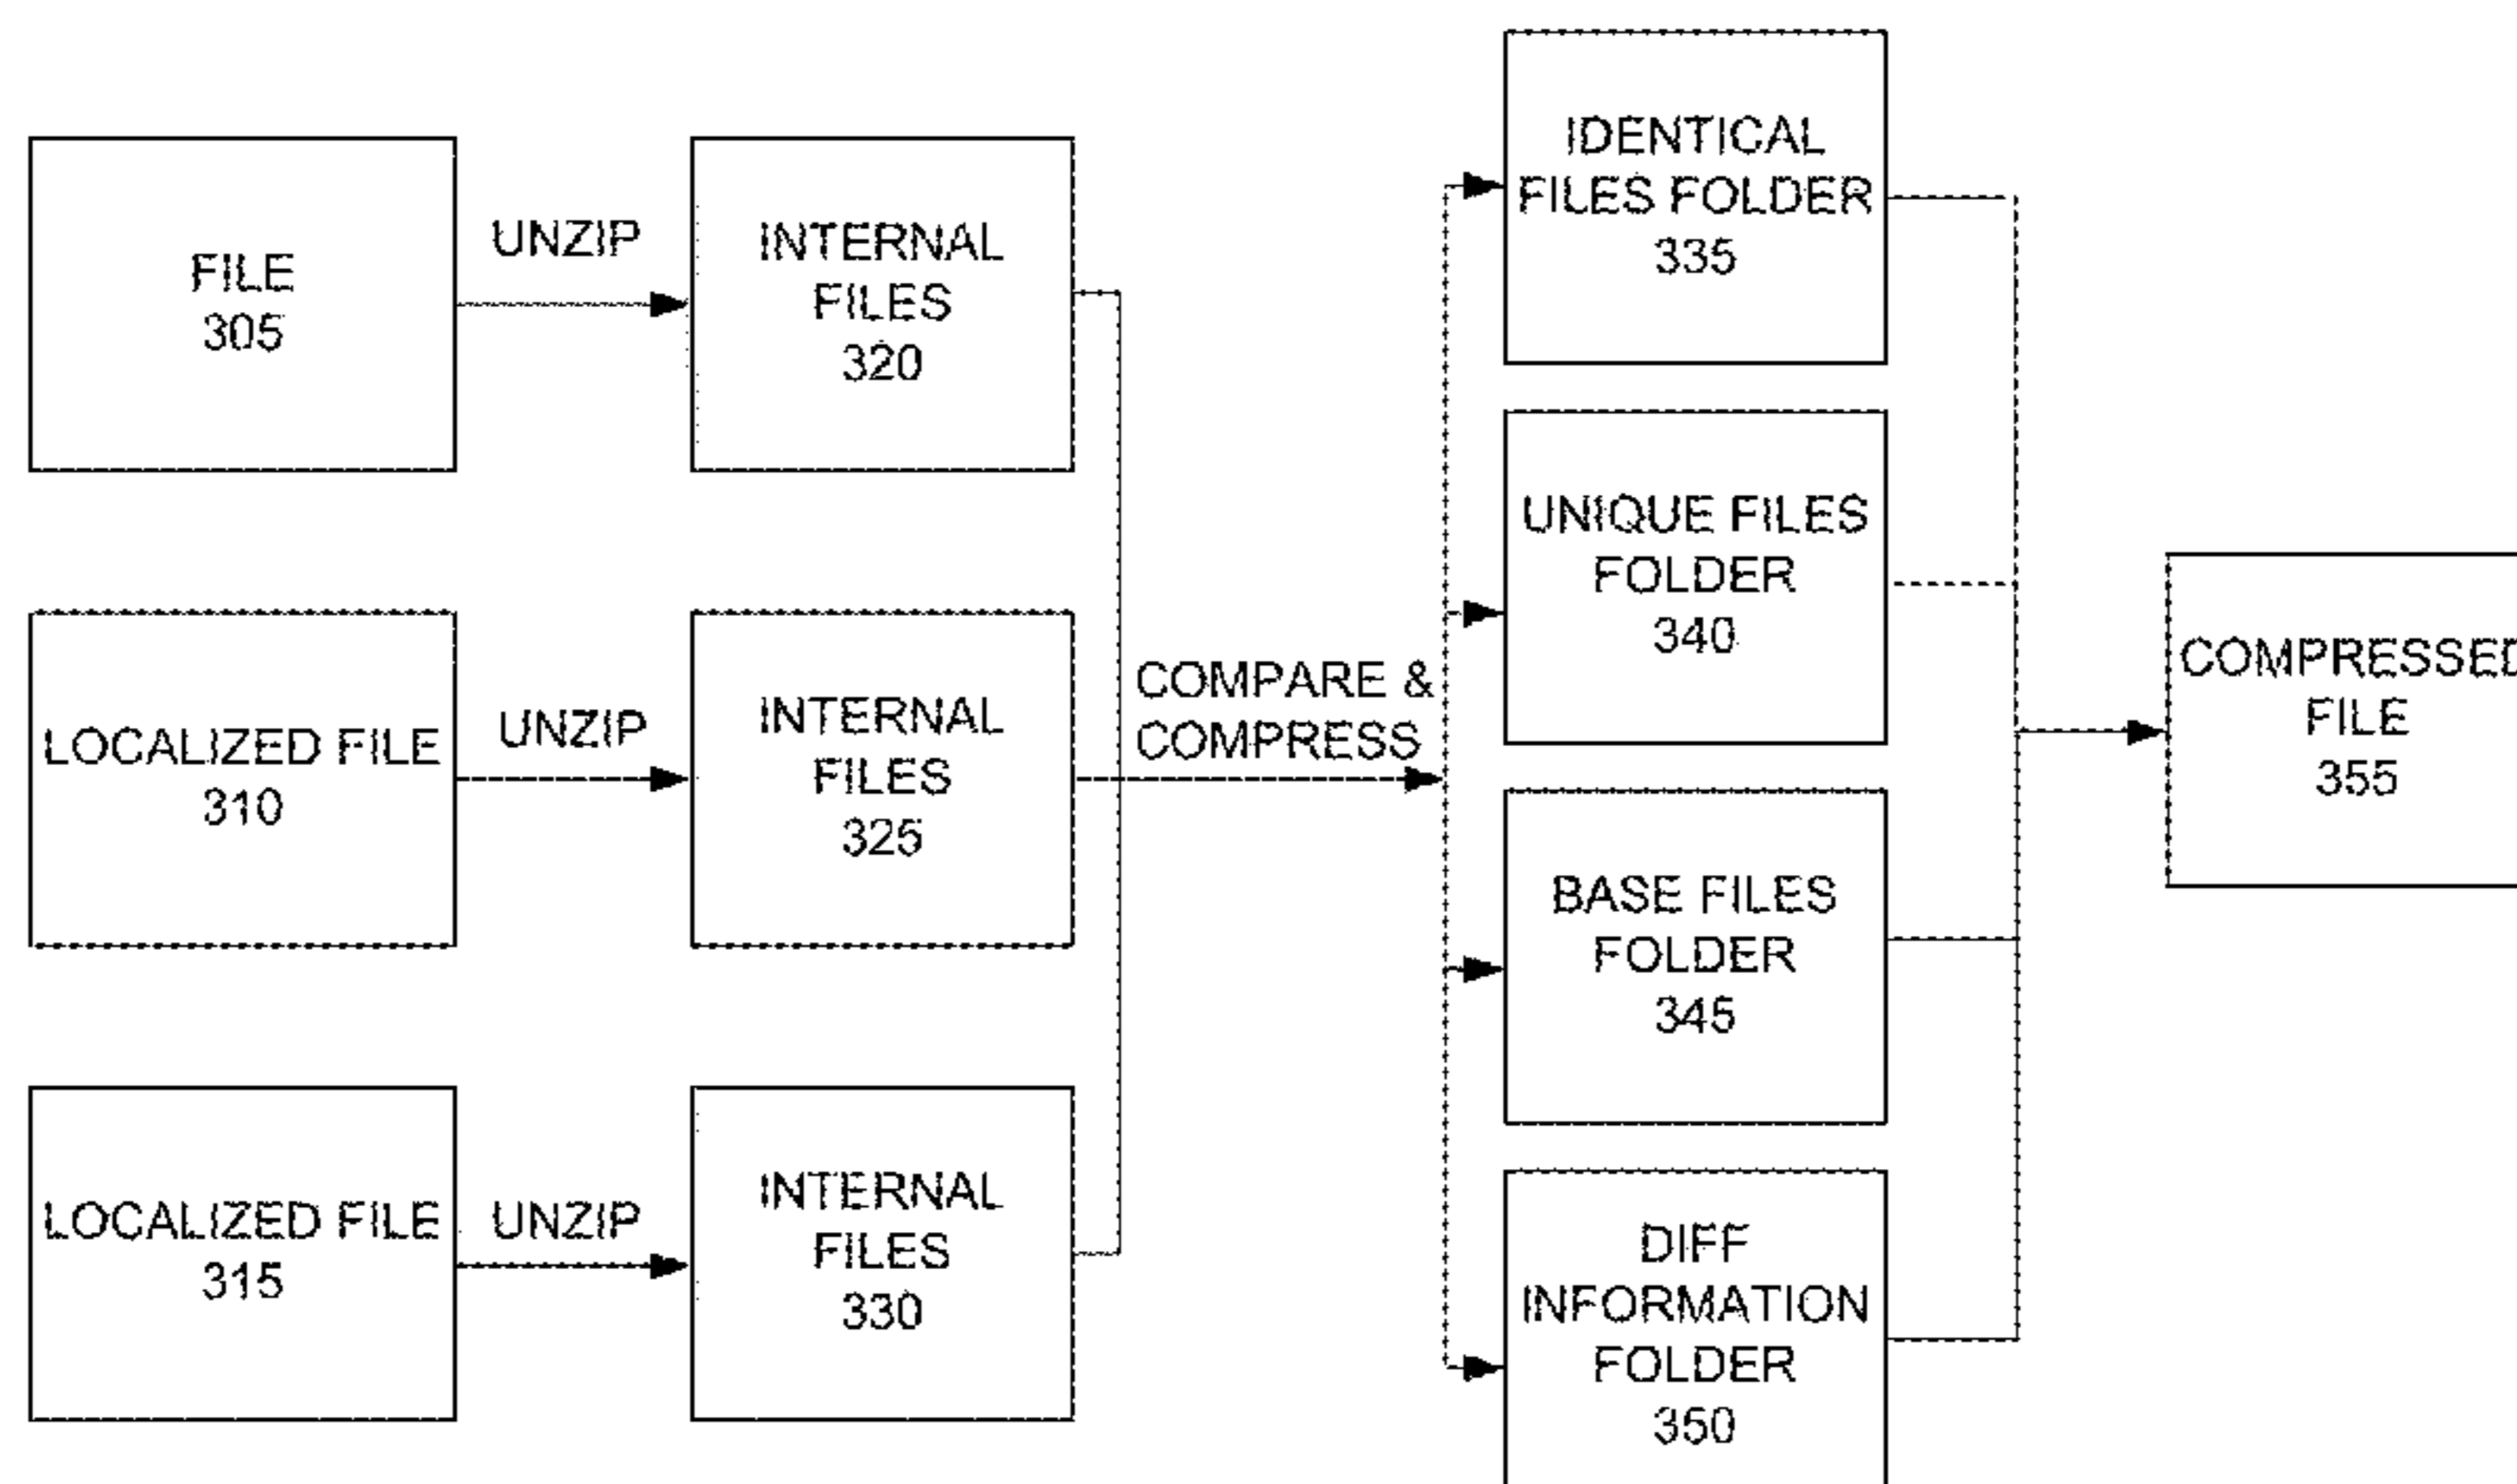 FILE
305
UNZIP
INTERNAL
FILES
320
LOCALIZED FILE
310
UNZIP
INTERNAL
FILES
325
LOCALIZED FILE
315
UNZIP
INTERNAL
FILES
330
COMPARE &
COMPRESS
IDENTICAL
FILES FOLDER
335
UNIQUE FILES
FOLDER
340
BASE FILES
FOLDER
345
DIFF
INFORMATION
FOLDER
350
COMPRESSED
FILE
355